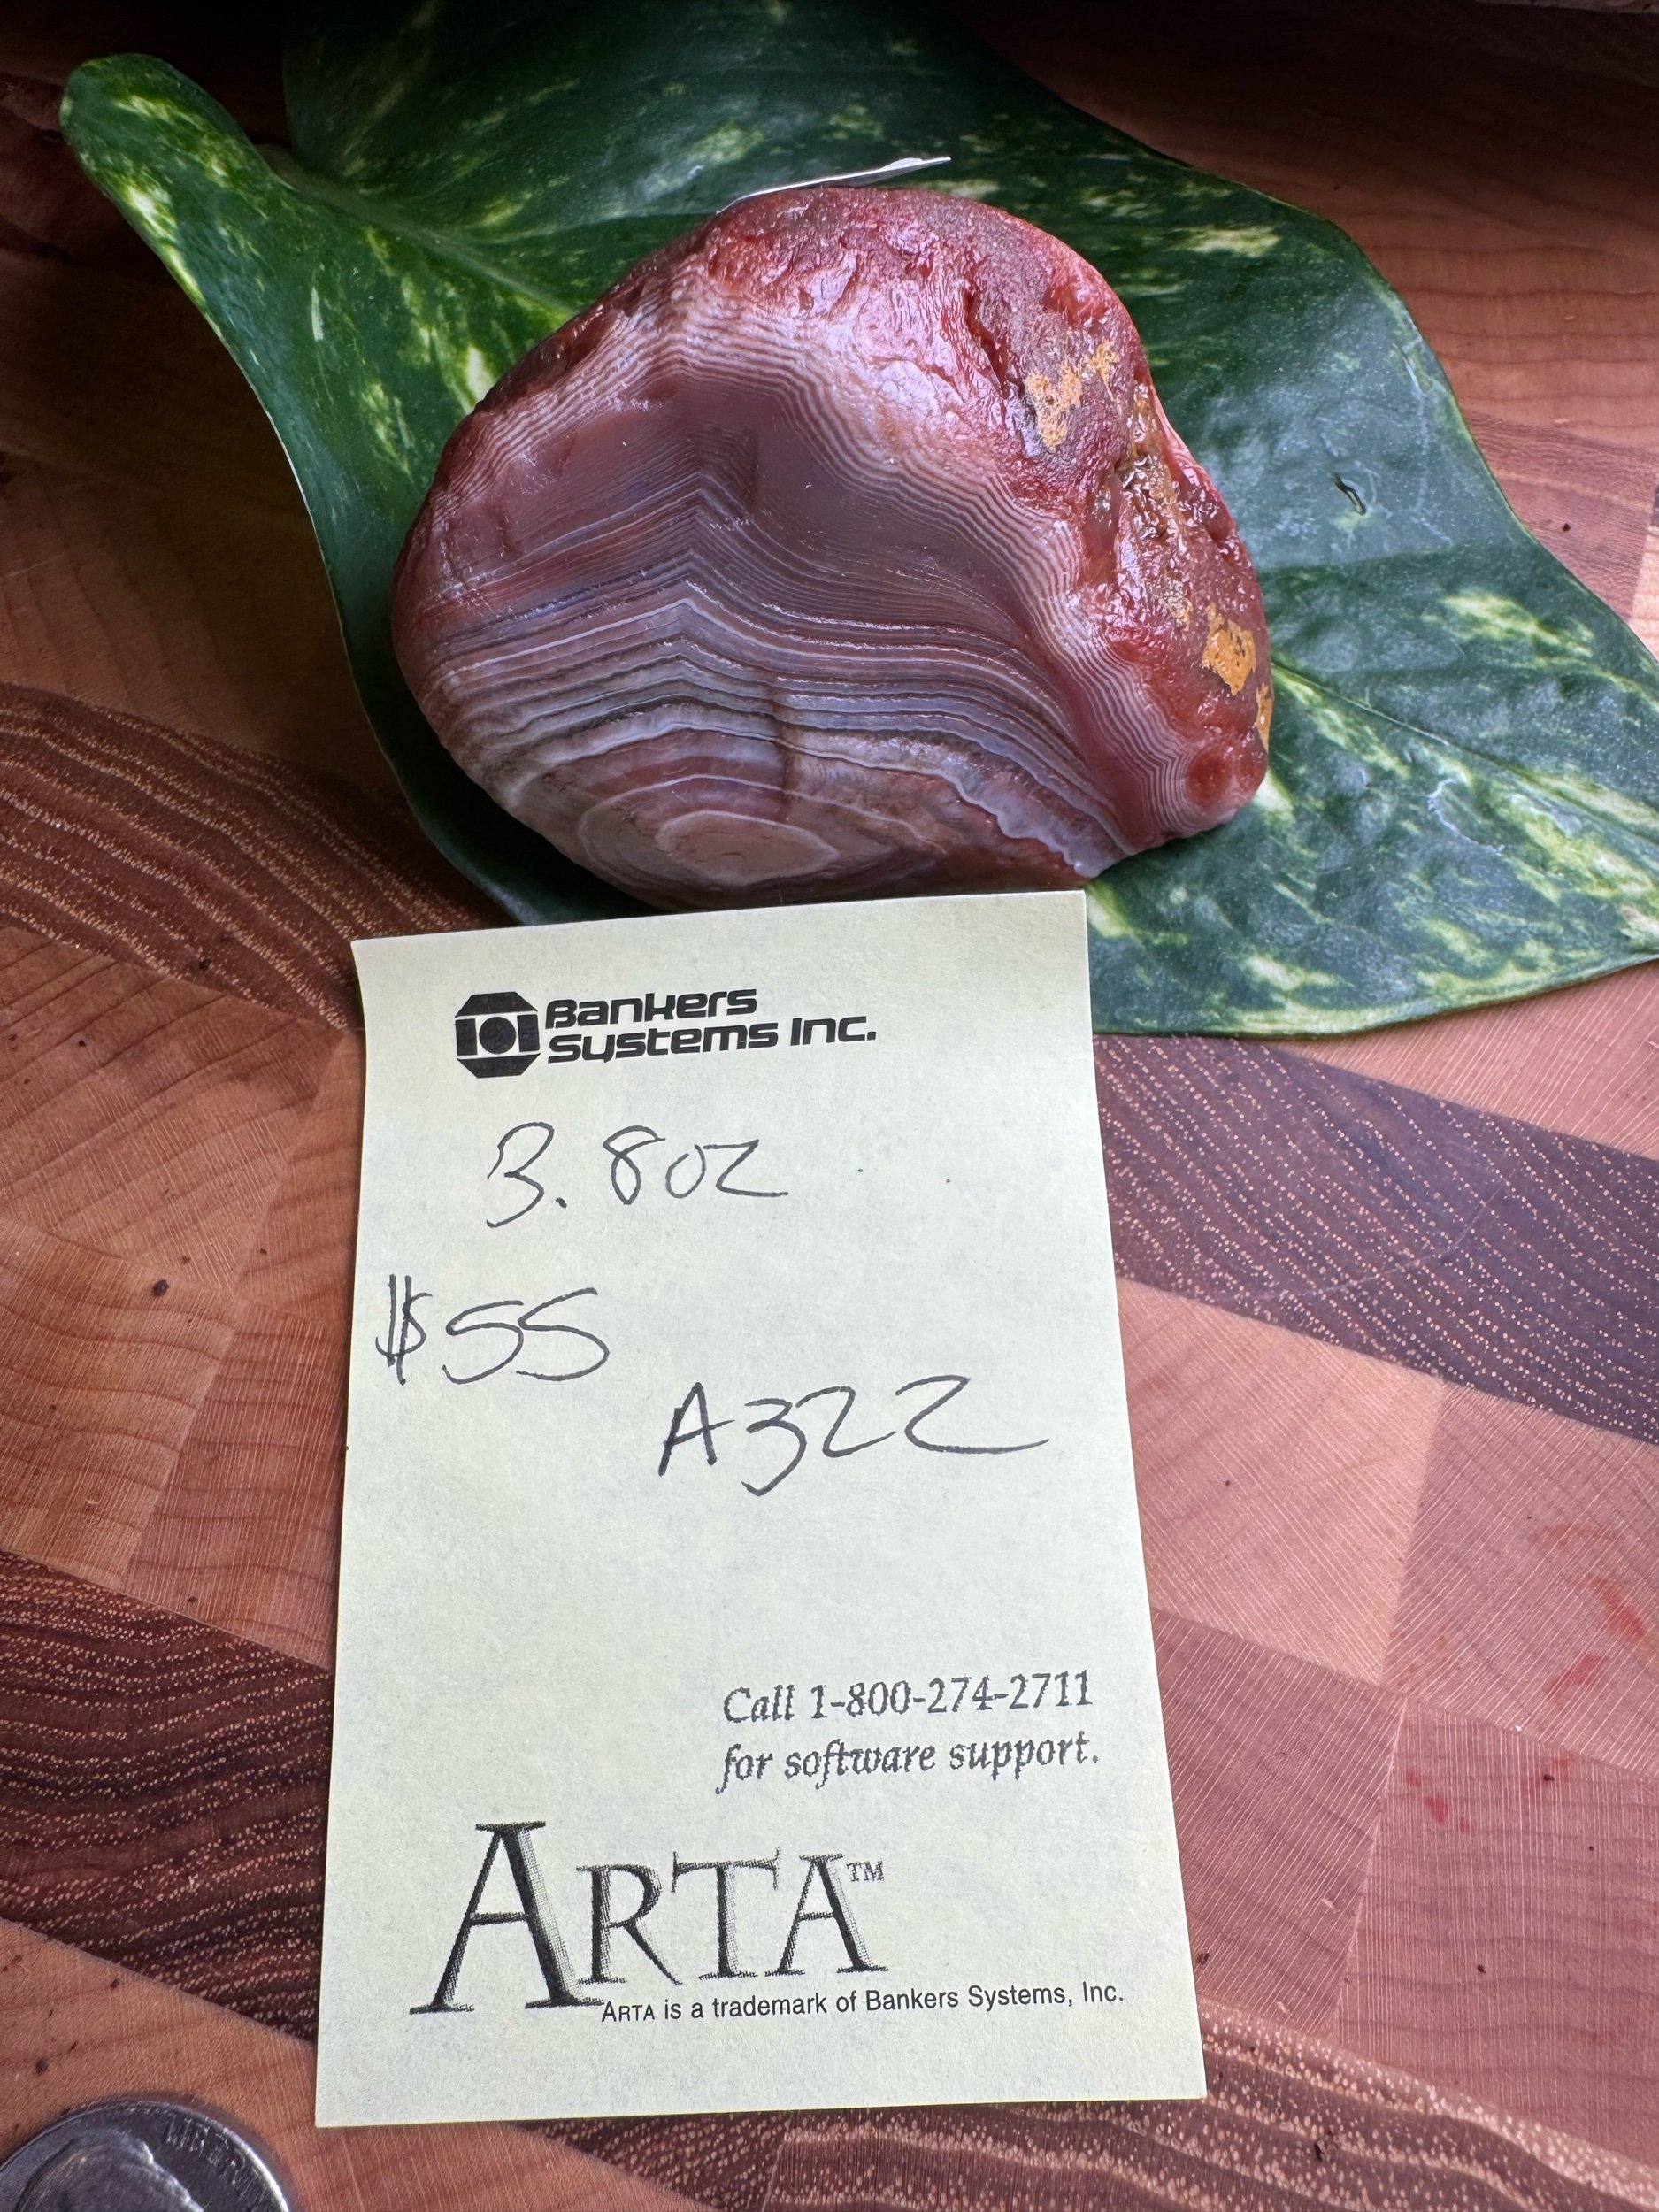 Bankers
Systems Inc.
3.8oz
$55
A322
Call 1-800-274-2711
for software support.
ARTA™
ARTA is a trademark of Bankers Systems, Inc.